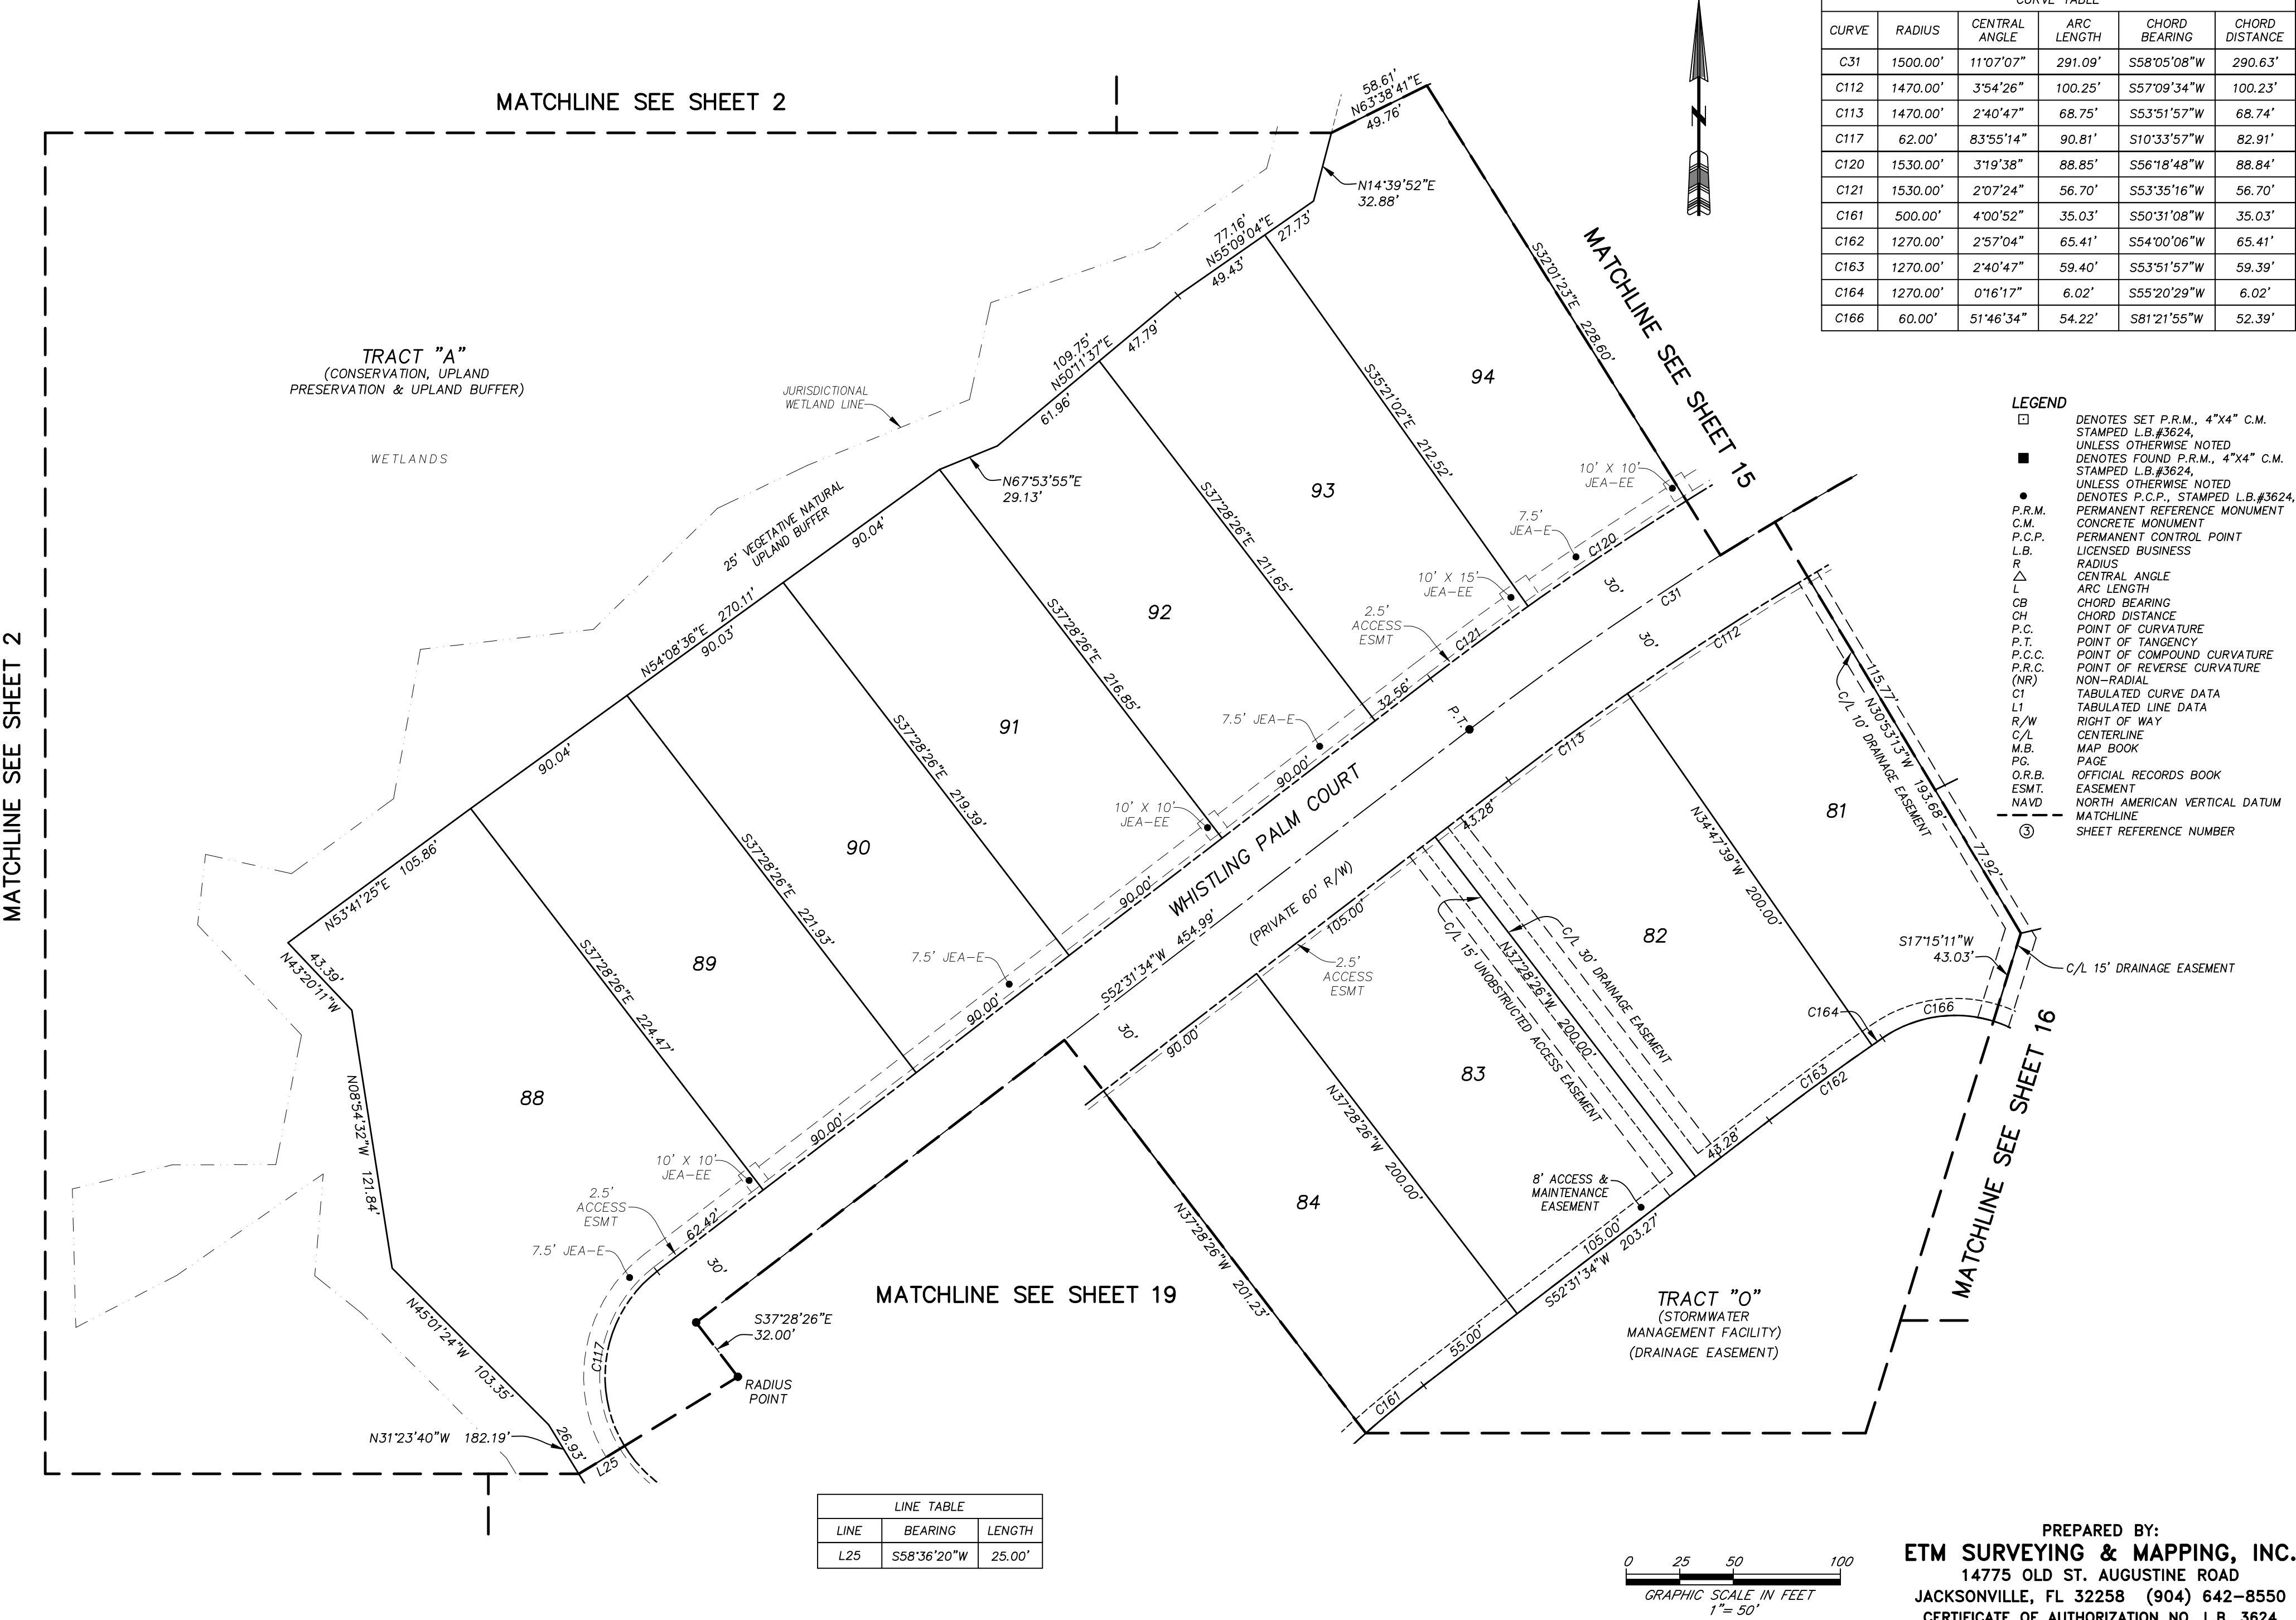 MATCHLINE SEE SHEET 2
MATCHLINE SEE SHEET 2
TRACT "A"
(CONSERVATION, UPLAND
PRESERVATION & UPLAND BUFFER)
WETLANDS
JURISDICTIONAL
WETLAND LINE
25' VEGETATIVE NATURAL
UPLAND BUFFER
58.61'
N63°38'41"E
49.76'
N14°39'52"E
32.88'
77.16'
N55°09'04"E
27.73'
49.43'
109.75'
N50°11'37"E
47.79'
61.96'
N67°53'55"E
29.13'
90.04'
N54°08'36"E 270.11'
90.03'
90.04'
N53°41'25"E 105.86'
43.39'
N43°20'11"W
N08°54'32"W 121.84'
N45°01'24"W 103.35'
N31°23'40"W 182.19'
26.93'
L25
C117
S32°01'23"E 228.60'
MATCHLINE SEE SHEET 15
94
S35°21'02"E 212.52'
93
S37°28'26"E 211.65'
92
S37°28'26"E 216.85'
91
S37°28'26"E 219.39'
90
S37°28'26"E 221.93'
89
S37°28'26"E 224.47'
88
10' X 10'
JEA-EE
7.5'
JEA-E
C120
10' X 15'
JEA-EE
2.5'
ACCESS
ESMT
C121
32.56'
7.5' JEA-E
90.00'
10' X 10'
JEA-EE
90.00'
7.5' JEA-E
90.00'
90.00'
10' X 10'
JEA-EE
2.5'
ACCESS
ESMT
62.42'
7.5' JEA-E
30'
S37°28'26"E
32.00'
RADIUS
POINT
MATCHLINE SEE SHEET 19
WHISTLING PALM COURT
S52°31'34"W 454.99'
(PRIVATE 60' R/W)
P.T.
30'
C31
30'
30'
C112
C113
43.28'
105.00'
2.5'
ACCESS
ESMT
90.00'
115.77'
N30°53'13"W 193.68'
C/L 10' DRAINAGE EASEMENT
77.92'
81
N34°47'39"W 200.00'
82
C/L 30' DRAINAGE EASEMENT
N37°28'26"W 200.00'
C/L 15' UNOBSTRUCTED ACCESS EASEMENT
83
N37°28'26"W 200.00'
84
N37°28'26"W 201.23'
S17°15'11"W
43.03'
C/L 15' DRAINAGE EASEMENT
C164
C166
C163
C162
43.28'
8' ACCESS &
MAINTENANCE
EASEMENT
105.00'
S52°31'34"W 203.27'
55.00'
C161
TRACT "O"
(STORMWATER
MANAGEMENT FACILITY)
(DRAINAGE EASEMENT)
MATCHLINE SEE SHEET 16
N
CURVE TABLE
CURVE RADIUS CENTRAL ANGLE ARC LENGTH CHORD BEARING CHORD DISTANCE
C31 1500.00' 11°07'07" 291.09' S58°05'08"W 290.63'
C112 1470.00' 3°54'26" 100.25' S57°09'34"W 100.23'
C113 1470.00' 2°40'47" 68.75' S53°51'57"W 68.74'
C117 62.00' 83°55'14" 90.81' S10°33'57"W 82.91'
C120 1530.00' 3°19'38" 88.85' S56°18'48"W 88.84'
C121 1530.00' 2°07'24" 56.70' S53°35'16"W 56.70'
C161 500.00' 4°00'52" 35.03' S50°31'08"W 35.03'
C162 1270.00' 2°57'04" 65.41' S54°00'06"W 65.41'
C163 1270.00' 2°40'47" 59.40' S53°51'57"W 59.39'
C164 1270.00' 0°16'17" 6.02' S55°20'29"W 6.02'
C166 60.00' 51°46'34" 54.22' S81°21'55"W 52.39'
LEGEND
DENOTES SET P.R.M., 4"X4" C.M.
STAMPED L.B.#3624,
UNLESS OTHERWISE NOTED
DENOTES FOUND P.R.M., 4"X4" C.M.
STAMPED L.B.#3624,
UNLESS OTHERWISE NOTED
DENOTES P.C.P., STAMPED L.B.#3624,
P.R.M. PERMANENT REFERENCE MONUMENT
C.M. CONCRETE MONUMENT
P.C.P. PERMANENT CONTROL POINT
L.B. LICENSED BUSINESS
R RADIUS
△ CENTRAL ANGLE
L ARC LENGTH
CB CHORD BEARING
CH CHORD DISTANCE
P.C. POINT OF CURVATURE
P.T. POINT OF TANGENCY
P.C.C. POINT OF COMPOUND CURVATURE
P.R.C. POINT OF REVERSE CURVATURE
(NR) NON-RADIAL
C1 TABULATED CURVE DATA
L1 TABULATED LINE DATA
R/W RIGHT OF WAY
C/L CENTERLINE
M.B. MAP BOOK
PG. PAGE
O.R.B. OFFICIAL RECORDS BOOK
ESMT. EASEMENT
NAVD NORTH AMERICAN VERTICAL DATUM
MATCHLINE
③ SHEET REFERENCE NUMBER
LINE TABLE
LINE BEARING LENGTH
L25 S58°36'20"W 25.00'
0 25 50 100
GRAPHIC SCALE IN FEET
1"= 50'
PREPARED BY:
ETM SURVEYING & MAPPING, INC.
14775 OLD ST. AUGUSTINE ROAD
JACKSONVILLE, FL 32258 (904) 642-8550
CERTIFICATE OF AUTHORIZATION NO. L.B. 3624